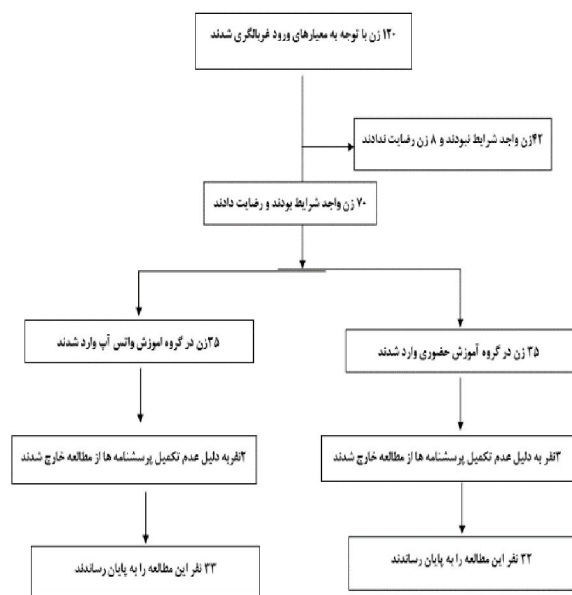 ۱۲۰ زن با توجه به معیارهای ورود غربالگری شدند
۴۲زن واجد شرایط نبودند و ۸ زن رضایت ندادند
۷۰ زن واجد شرایط بودند و رضایت دادند
۳۵ زن در گروه آموزش حضوری وارد شدند
۳۵زن در گروه اموزش واتس آپ وارد شدند
۳نفر به دلیل عدم تکمیل پرسشنامه ها از مطالعه خارج شدند
۲نفربه دلیل عدم تکمیل پرسشنامه ها از مطالعه خارج شدند
۳۲ نفر این مطالعه را به پایان رساندند
۳۳ نفر این مطالعه را به پایان رساندند